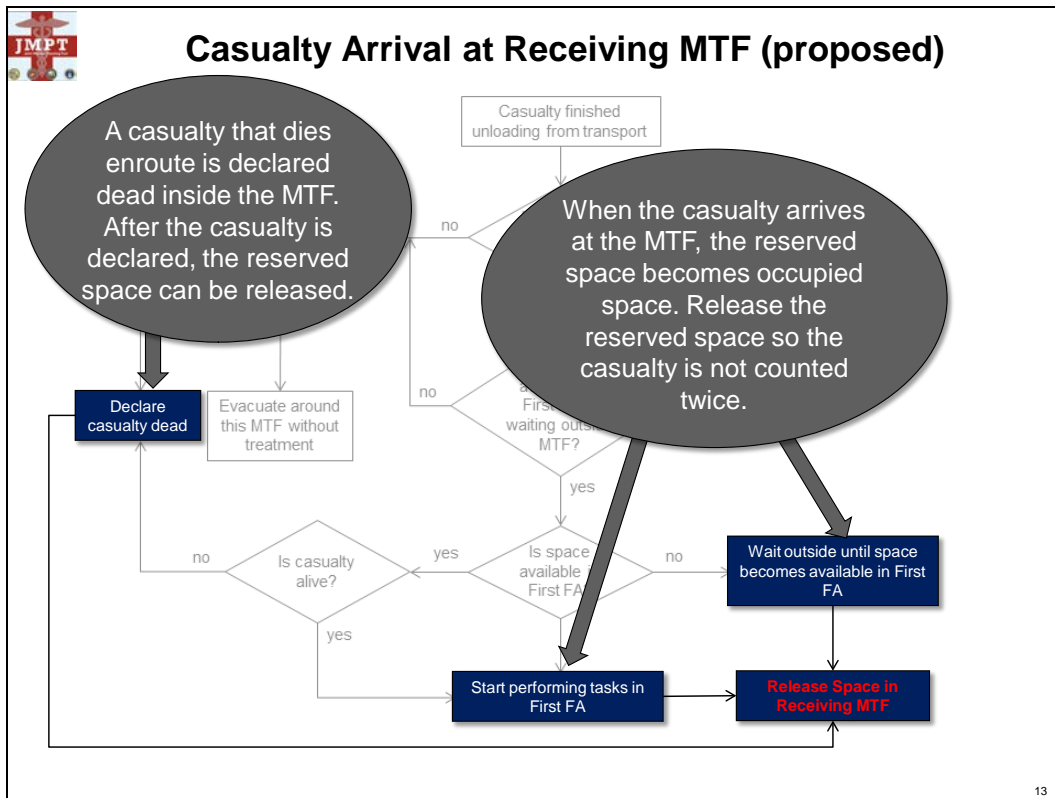 JMPT
Casualty Arrival at Receiving MTF (proposed)
Casualty finished
unloading from transport
A casualty that dies
enroute is declared
dead inside the MTF.
After the casualty is
declared, the reserved
space can be released.
no
When the casualty arrives
at the MTF, the reserved
space becomes occupied
space. Release the
reserved space so the
casualty is not counted
twice.
Declare
casualty dead
Evacuate around
this MTF without
treatment
no
First
waiting
MTF?
yes
no
Is casualty
alive?
yes
Is space
available
First FA
no
Wait outside until space
becomes available in First
FA
yes
Start performing tasks in
First FA
Release Space in
Receiving MTF
13